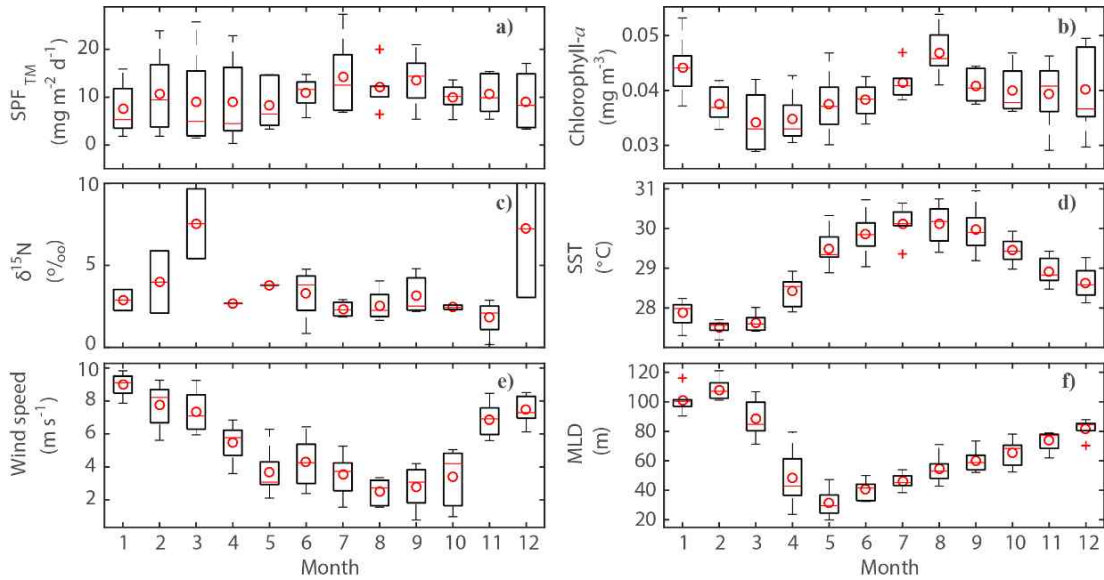 a)
SPF_TM
(mg m⁻² d⁻¹)
20
10
0
b)
Chlorophyll-a
(mg m⁻³)
0.05
0.04
0.03
c)
δ¹⁵N
(º/oo)
10
5
0
d)
SST
(°C)
31
30
29
28
27
e)
Wind speed
(m s⁻¹)
10
8
6
4
2
1 2 3 4 5 6 7 8 9 10 11 12
Month
f)
MLD
(m)
120
100
80
60
40
20
1 2 3 4 5 6 7 8 9 10 11 12
Month